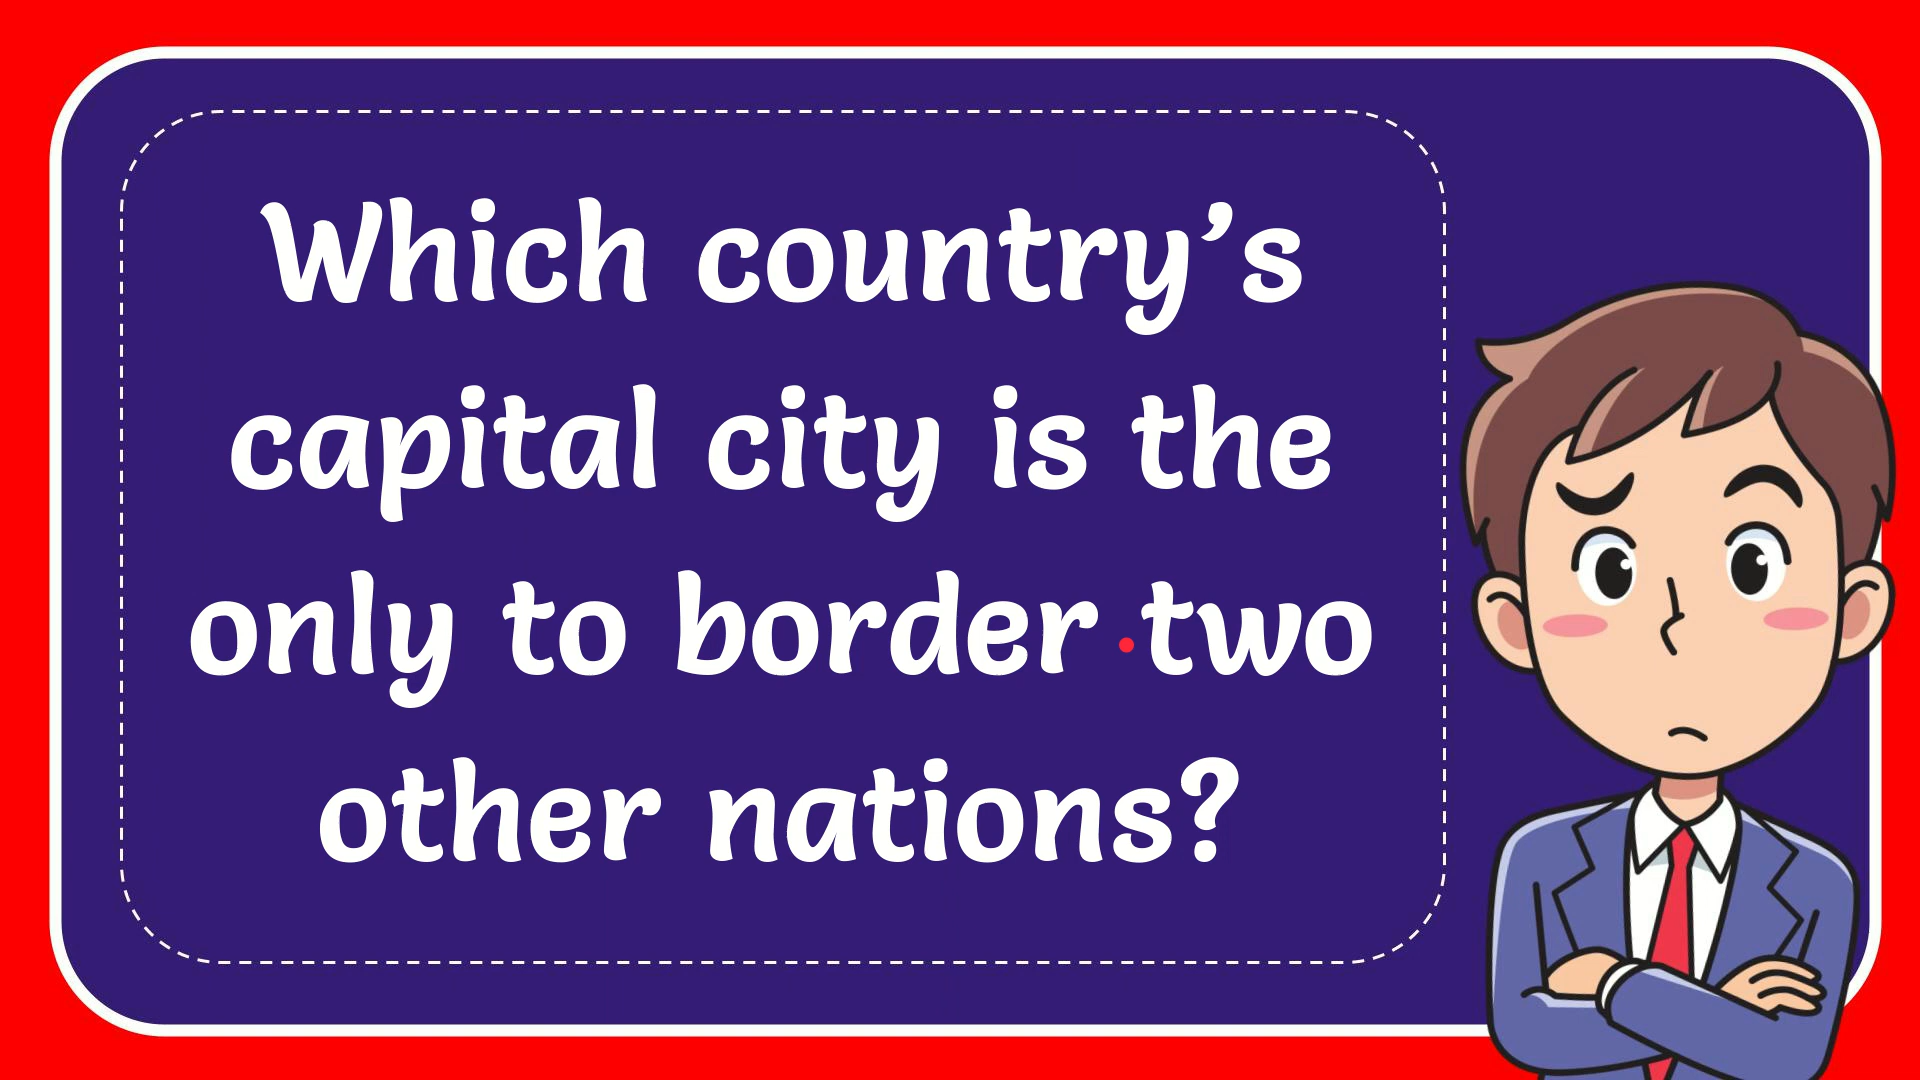 Which country’s
capital city is the
only to border two
other nations?